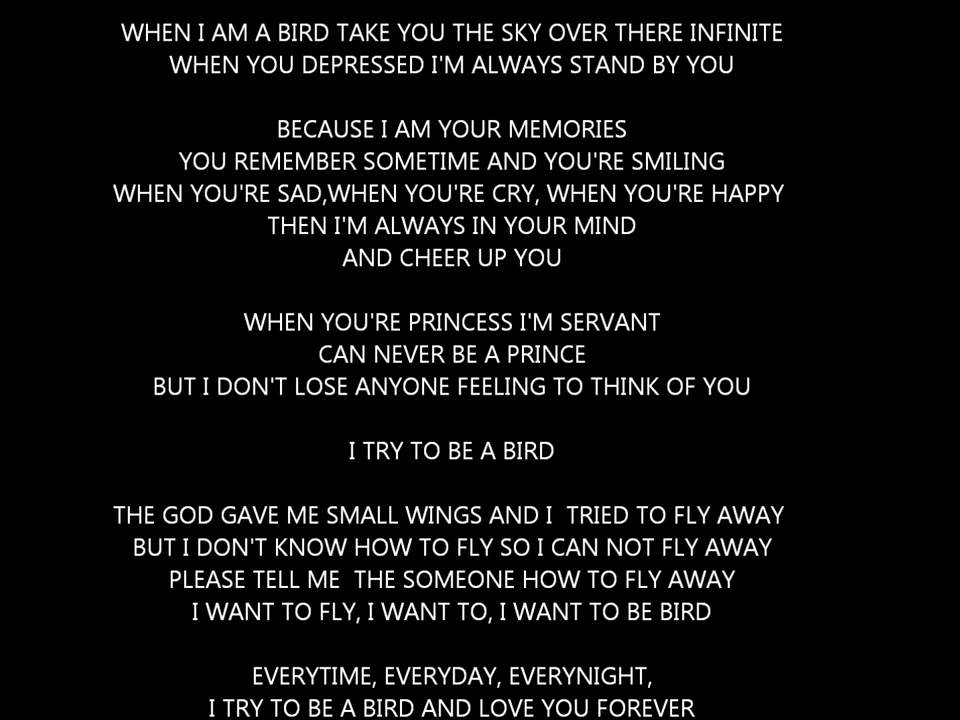 WHEN I AM A BIRD TAKE YOU THE SKY OVER THERE INFINITE
WHEN YOU DEPRESSED I'M ALWAYS STAND BY YOU
BECAUSE I AM YOUR MEMORIES
YOU REMEMBER SOMETIME AND YOU'RE SMILING
WHEN YOU'RE SAD,WHEN YOU'RE CRY, WHEN YOU'RE HAPPY
THEN I'M ALWAYS IN YOUR MIND
AND CHEER UP YOU
WHEN YOU'RE PRINCESS I'M SERVANT
CAN NEVER BE A PRINCE
BUT I DON'T LOSE ANYONE FEELING TO THINK OF YOU
I TRY TO BE A BIRD
THE GOD GAVE ME SMALL WINGS AND I  TRIED TO FLY AWAY
BUT I DON'T KNOW HOW TO FLY SO I CAN NOT FLY AWAY
PLEASE TELL ME  THE SOMEONE HOW TO FLY AWAY
I WANT TO FLY, I WANT TO, I WANT TO BE BIRD
EVERYTIME, EVERYDAY, EVERYNIGHT,
I TRY TO BE A BIRD AND LOVE YOU FOREVER